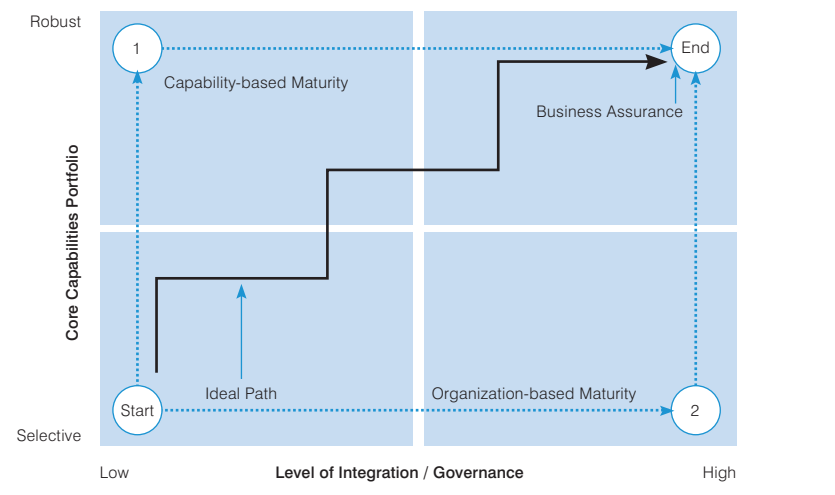 Robust
1
End
Capability-based Maturity
Business Assurance
Core Capabilities Portfolio
Ideal Path
Organization-based Maturity
Start
2
Selective
Low
Level of Integration / Governance
High